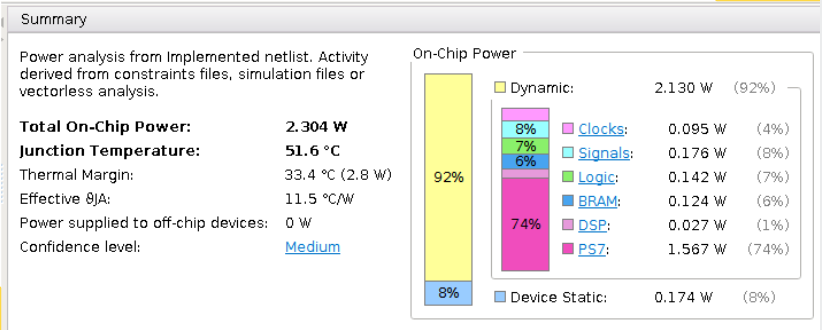 Summary
Power analysis from Implemented netlist. Activity
derived from constraints files, simulation files or
vectorless analysis.
Total On-Chip Power: 2.304 W
Junction Temperature: 51.6 °C
Thermal Margin: 33.4 °C (2.8 W)
Effective ϑJA: 11.5 °C/W
Power supplied to off-chip devices: 0 W
Confidence level: Medium
On-Chip Power
92%
8%
Dynamic: 2.130 W (92%)
8%
7%
6%
74%
Clocks: 0.095 W (4%)
Signals: 0.176 W (8%)
Logic: 0.142 W (7%)
BRAM: 0.124 W (6%)
DSP: 0.027 W (1%)
PS7: 1.567 W (74%)
Device Static: 0.174 W (8%)